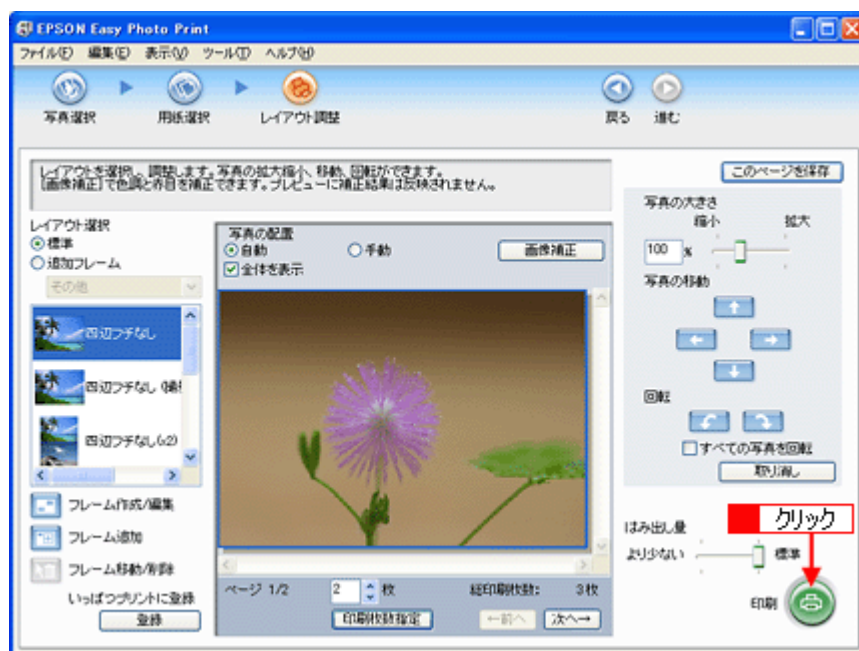 EPSON Easy Photo Print
ファイル(F) 編集(E) 表示(V) ツール(T) ヘルプ(H)
写真選択 用紙選択 レイアウト調整 戻る 進む
レイアウトを選択し、調整します。写真の拡大縮小、移動、回転ができます。
[画像補正]で色調と赤目を補正できます。プレビューに補正結果は反映されません。
このページを保存
レイアウト選択
標準
追加フレーム
その他
四辺フチなし
四辺フチなし
四辺フチなし(x2)
フレーム作成/編集
フレーム追加
フレーム移動/削除
いっぱつプリントに登録
登録
写真の配置
自動 手動 画像補正
全体を表示
ページ 1/2 2 枚 総印刷枚数: 3枚
印刷枚数指定 ←前へ 次へ→
写真の大きさ
縮小 拡大
100 %
写真の移動
回転
すべての写真を回転
取り消し
クリック
はみ出し量
より少ない 標準
印刷